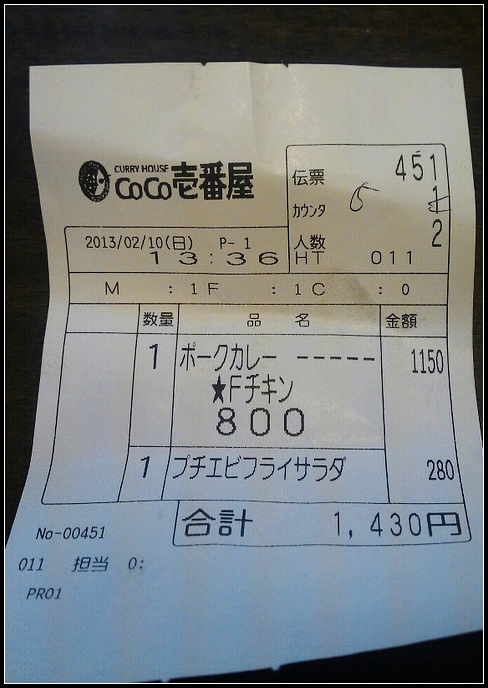 CURRY HOUSE
CoCo壱番屋
伝票 451
カウンタ 1
5
人数 2
2013/02/10(日) P- 1
13:36 HT 011
M : 1F : 1C : 0
数量 品 名 金額
1 ポークカレー ----- 1150
★Fチキン
800
1 プチエビフライサラダ 280
合計 1,430円
No-00451
011 担当 0:
PR01